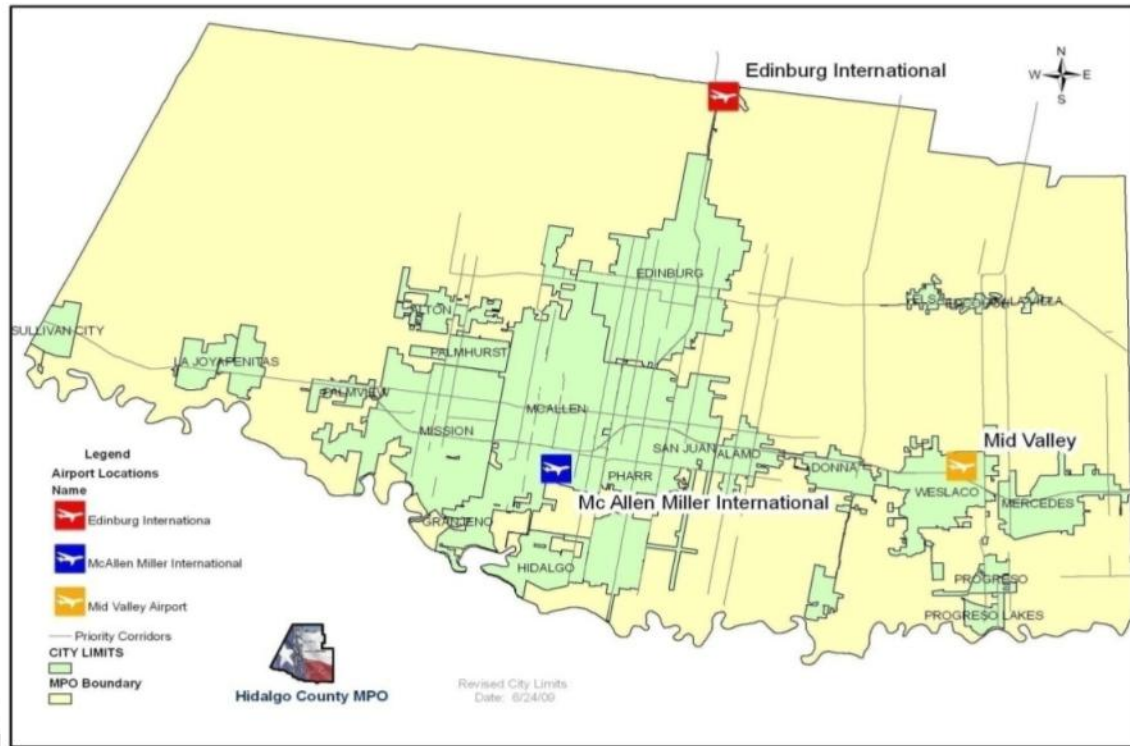 Edinburg International
N
W E
S
EDINBURG
ALTON
SULLIVAN CITY
LA JOYA
PENITAS
PALMHURST
PALMVIEW
MCALLEN
MISSION
SAN JUAN
ALAMO
Mid Valley
DONNA
PHARR
WESLACO
MERCEDES
Mc Allen Miller International
GRANJENO
HIDALGO
PROGRESO
PROGRESO LAKES
Legend
Airport Locations
Name
Edinburg Internationa
McAllen Miller International
Mid Valley Airport
Priority Corridors
CITY LIMITS
MPO Boundary
Hidalgo County MPO
Revised City Limits
Date: 6/24/09